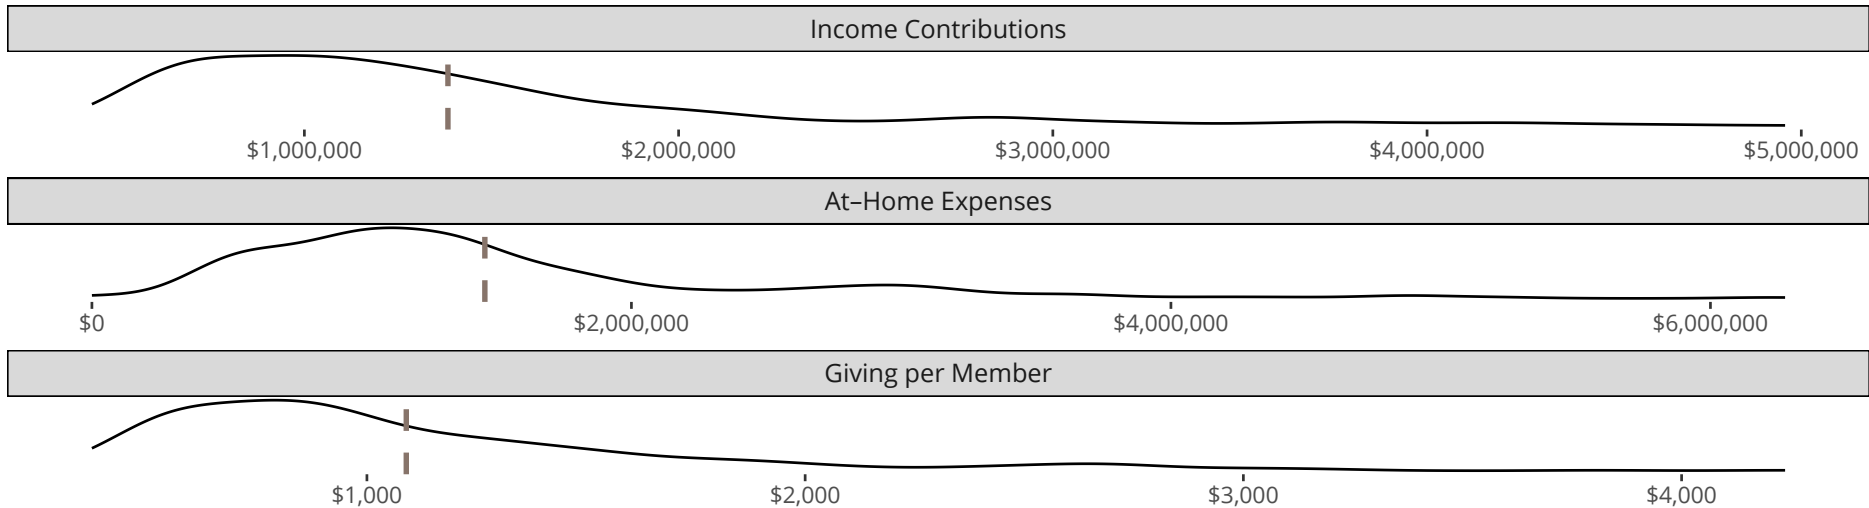 Income Contributions
$1,000,000 $2,000,000 $3,000,000 $4,000,000 $5,000,000
At–Home Expenses
$0 $2,000,000 $4,000,000 $6,000,000
Giving per Member
$1,000 $2,000 $3,000 $4,000